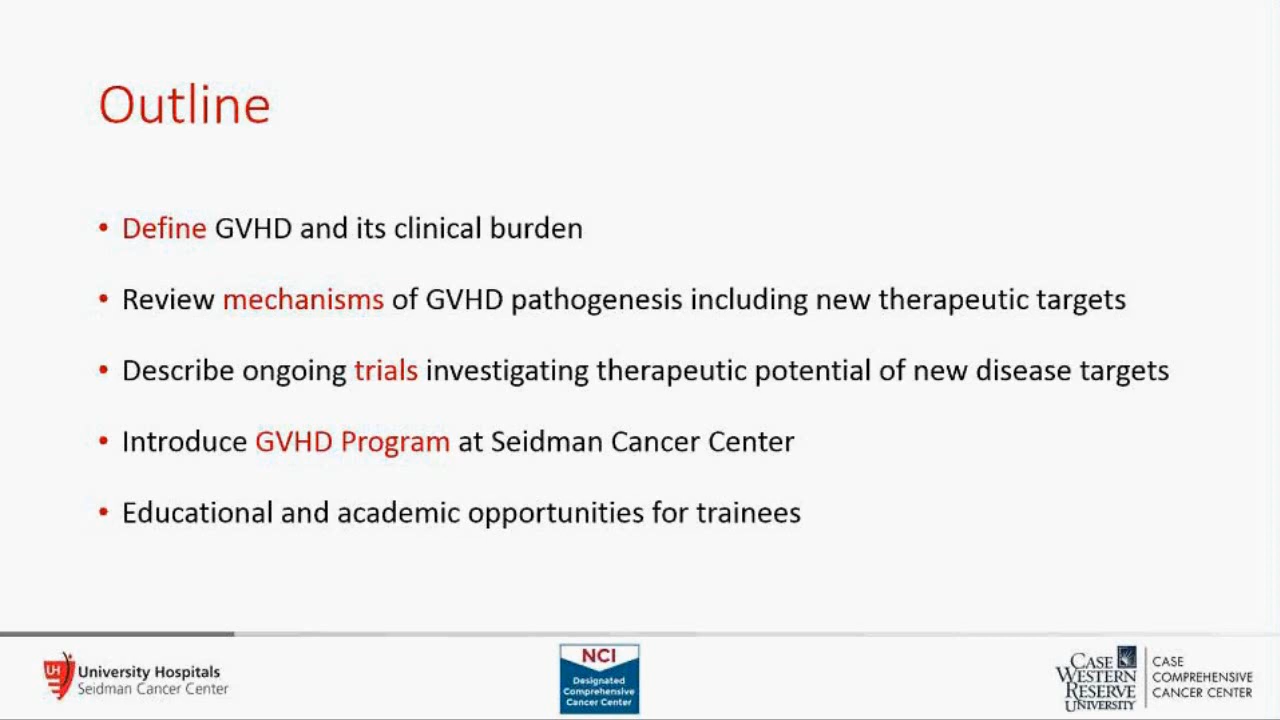 Outline
• Define GVHD and its clinical burden
• Review mechanisms of GVHD pathogenesis including new therapeutic targets
• Describe ongoing trials investigating therapeutic potential of new disease targets
• Introduce GVHD Program at Seidman Cancer Center
• Educational and academic opportunities for trainees
UH University Hospitals
Seidman Cancer Center
NCI
Designated
Comprehensive
Cancer Center
CASE
WESTERN
RESERVE
UNIVERSITY
CASE
COMPREHENSIVE
CANCER CENTER